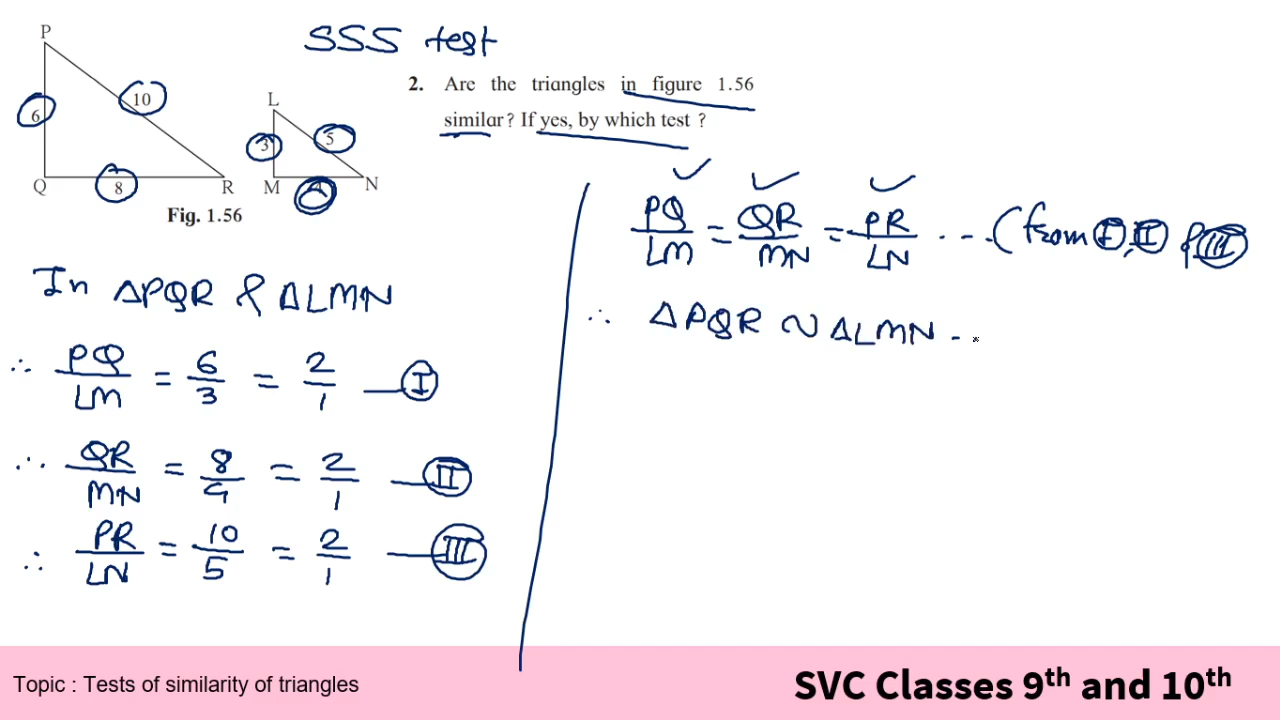 SSS test
2. Are the triangles in figure 1.56
similar? If yes, by which test ?
P
6
10
Q
8
R
L
3
5
M
4
N
Fig. 1.56
In ΔPQR & ΔLMN
∴ PQ/LM = 6/3 = 2/1 — I
∴ QR/MN = 8/4 = 2/1 — II
∴ PR/LN = 10/5 = 2/1 — III
PQ/LM = QR/MN = PR/LN ... (from I, II & III
∴ ΔPQR ~ ΔLMN - .
Topic : Tests of similarity of triangles
SVC Classes 9th and 10th